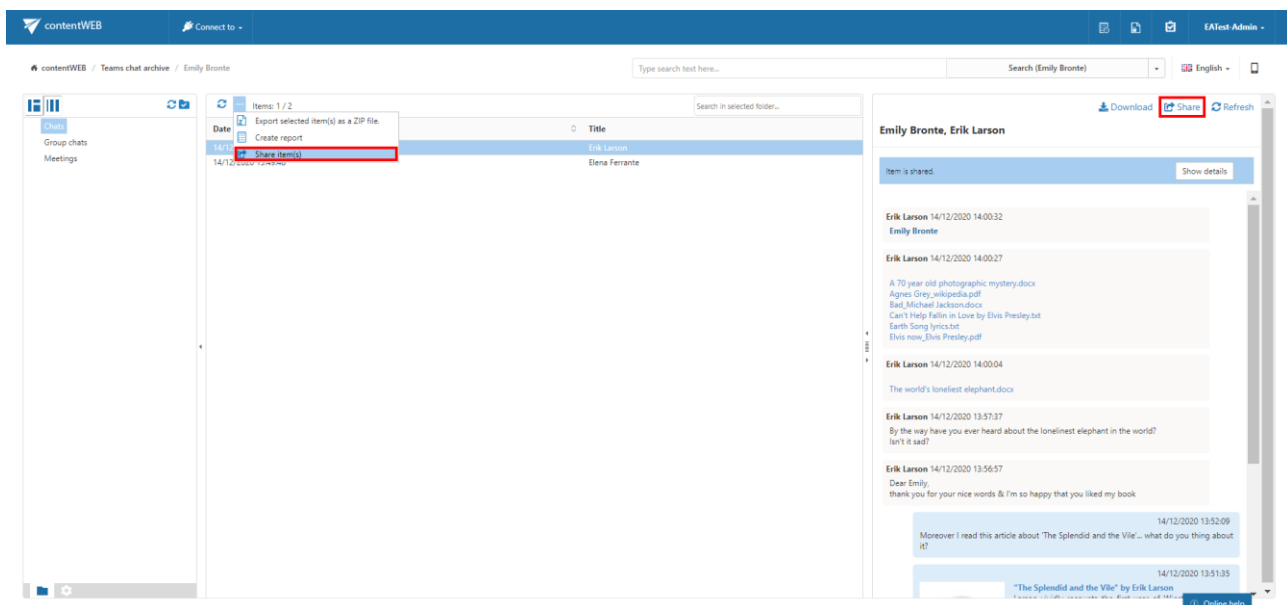 contentWEB
Connect to
EATest-Admin
contentWEB / Teams chat archive / Emily Bronte
Type search text here...
Search (Emily Bronte)
English
Chats
Group chats
Meetings
Items: 1 / 2
Search in selected folder...
Export selected item(s) as a ZIP file.
Create report
Share item(s)
Date
Title
14/12
Erik Larson
14/12/2020 13:49:40
Elena Ferrante
Download
Share
Refresh
Emily Bronte, Erik Larson
Item is shared.
Show details
Erik Larson 14/12/2020 14:00:32
Emily Bronte
Erik Larson 14/12/2020 14:00:27
A 70 year old photographic mystery.docx
Agnes Grey_wikipedia.pdf
Bad_Michael Jackson.docx
Can't Help Fallin in Love by Elvis Presley.txt
Earth Song lyrics.txt
Elvis now_Elvis Presley.pdf
Erik Larson 14/12/2020 14:00:04
The world's loneliest elephant.docx
Erik Larson 14/12/2020 13:57:37
By the way have you ever heard about the lonelinest elephant in the world?
Isn't it sad?
Erik Larson 14/12/2020 13:56:57
Dear Emily,
thank you for your nice words & I'm so happy that you liked my book
14/12/2020 13:52:09
Moreover I read this article about 'The Splendid and the Vile'... what do you thing about
it?
14/12/2020 13:51:35
"The Splendid and the Vile" by Erik Larson
Online help